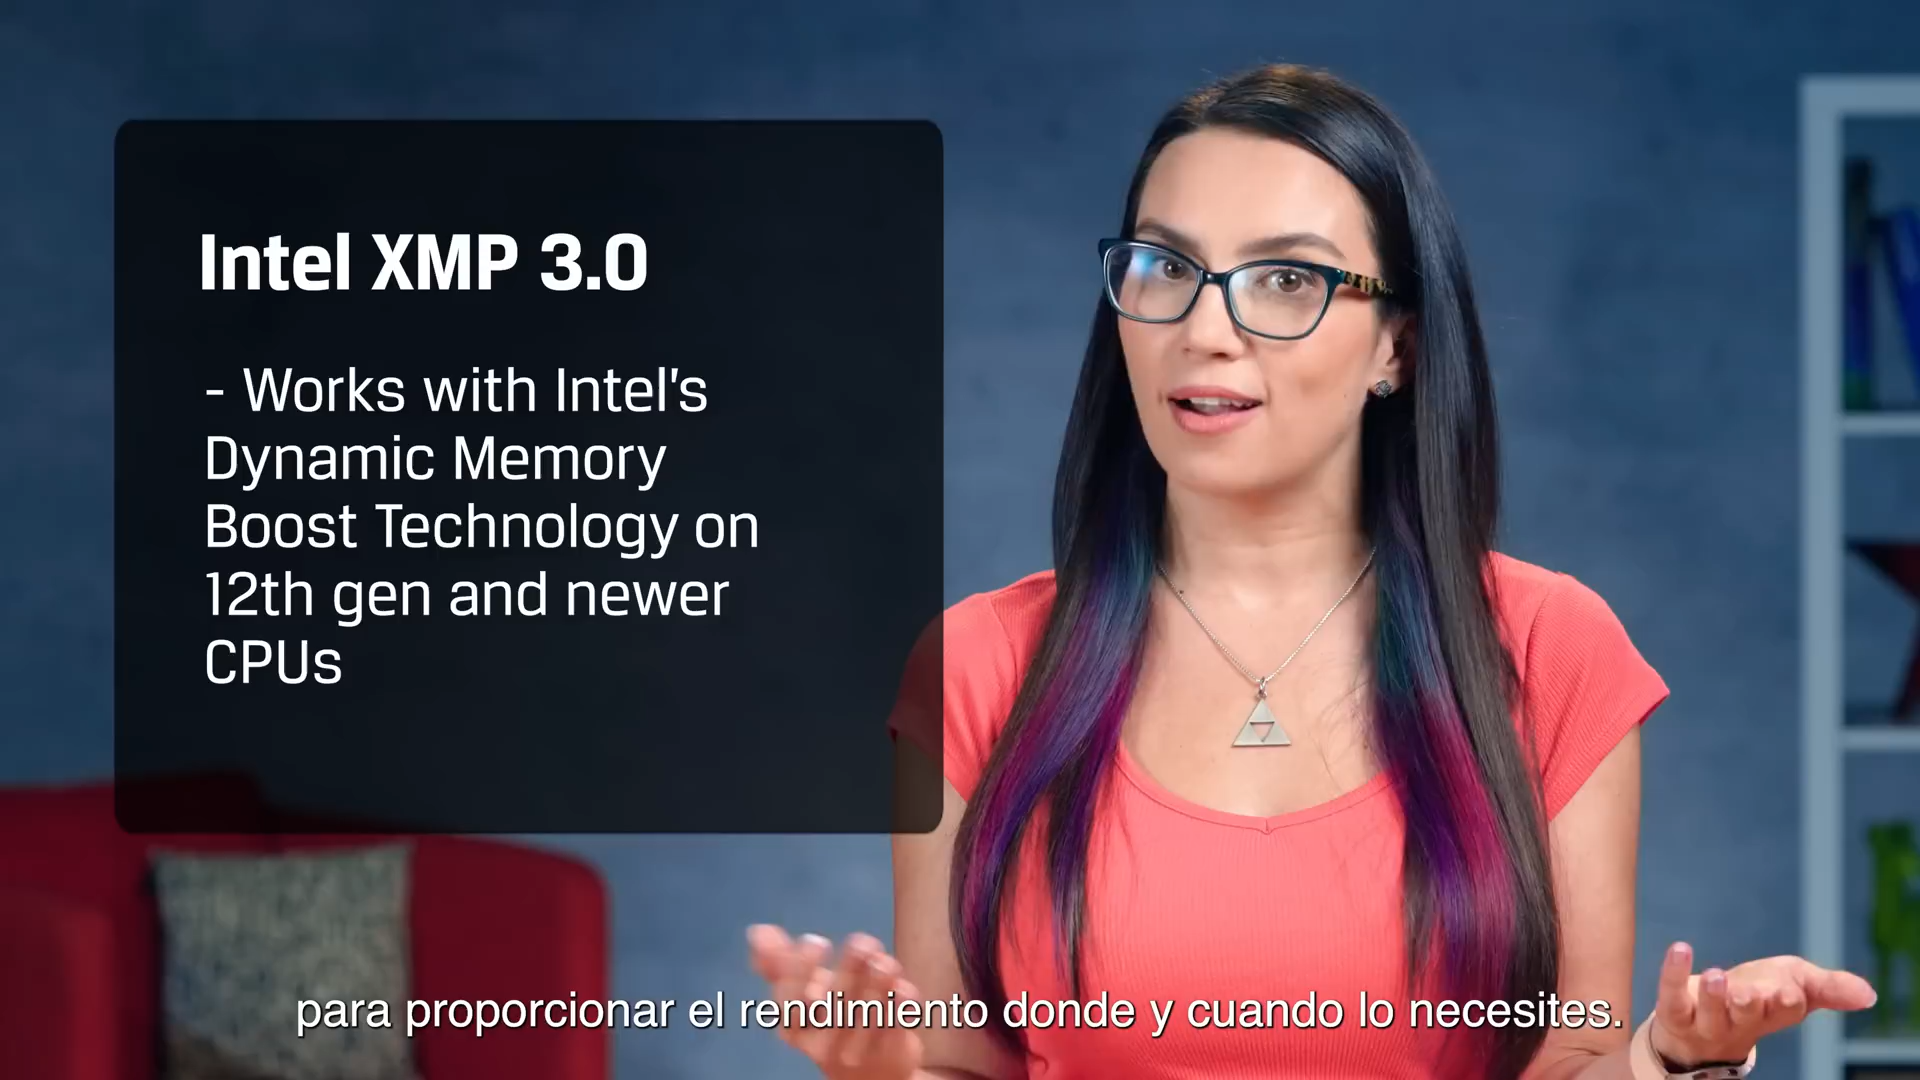 Intel XMP 3.0
- Works with Intel's
Dynamic Memory
Boost Technology on
12th gen and newer
CPUs
para proporcionar el rendimiento donde y cuando lo necesites.